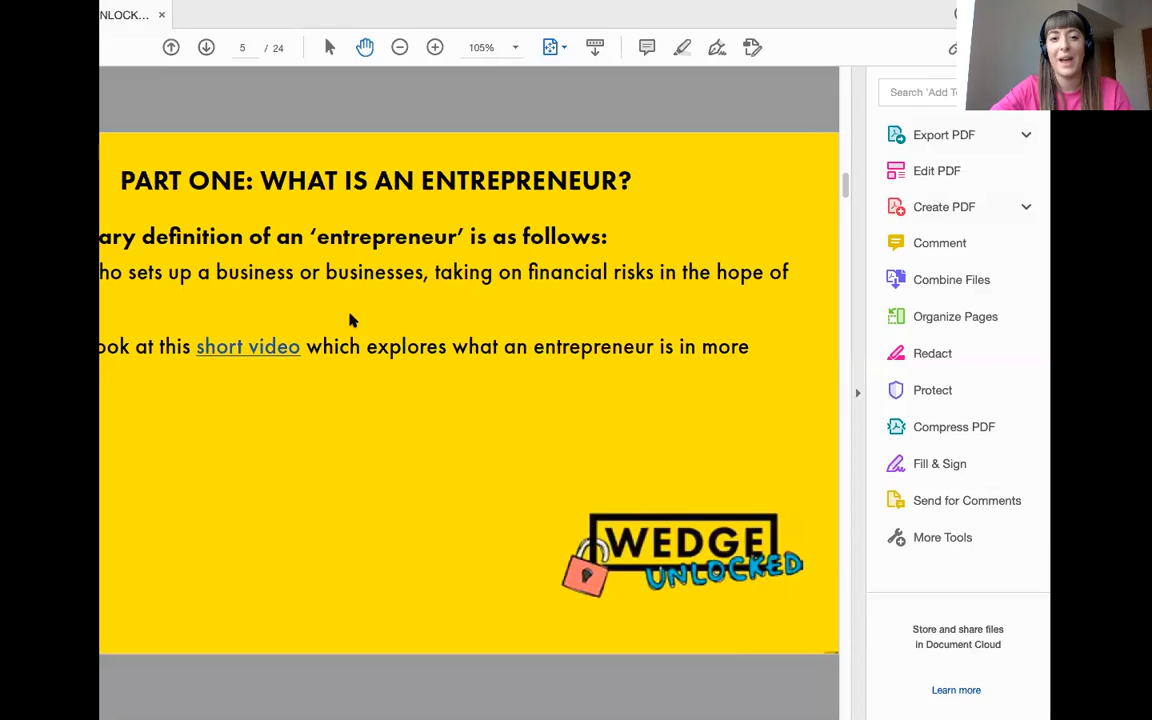 NLOCK... ×
5 / 24
105%
Search 'Add T
PART ONE: WHAT IS AN ENTREPRENEUR?
ary definition of an ‘entrepreneur’ is as follows:
ho sets up a business or businesses, taking on financial risks in the hope of
ook at this short video which explores what an entrepreneur is in more
WEDGE
UNLOCKED
Export PDF
Edit PDF
Create PDF
Comment
Combine Files
Organize Pages
Redact
Protect
Compress PDF
Fill & Sign
Send for Comments
More Tools
Store and share files
in Document Cloud
Learn more